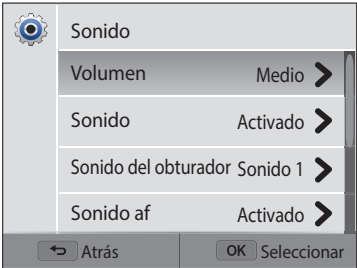 Sonido
Volumen Medio
Sonido Activado
Sonido del obturador Sonido 1
Sonido af Activado
Atrás OK Seleccionar